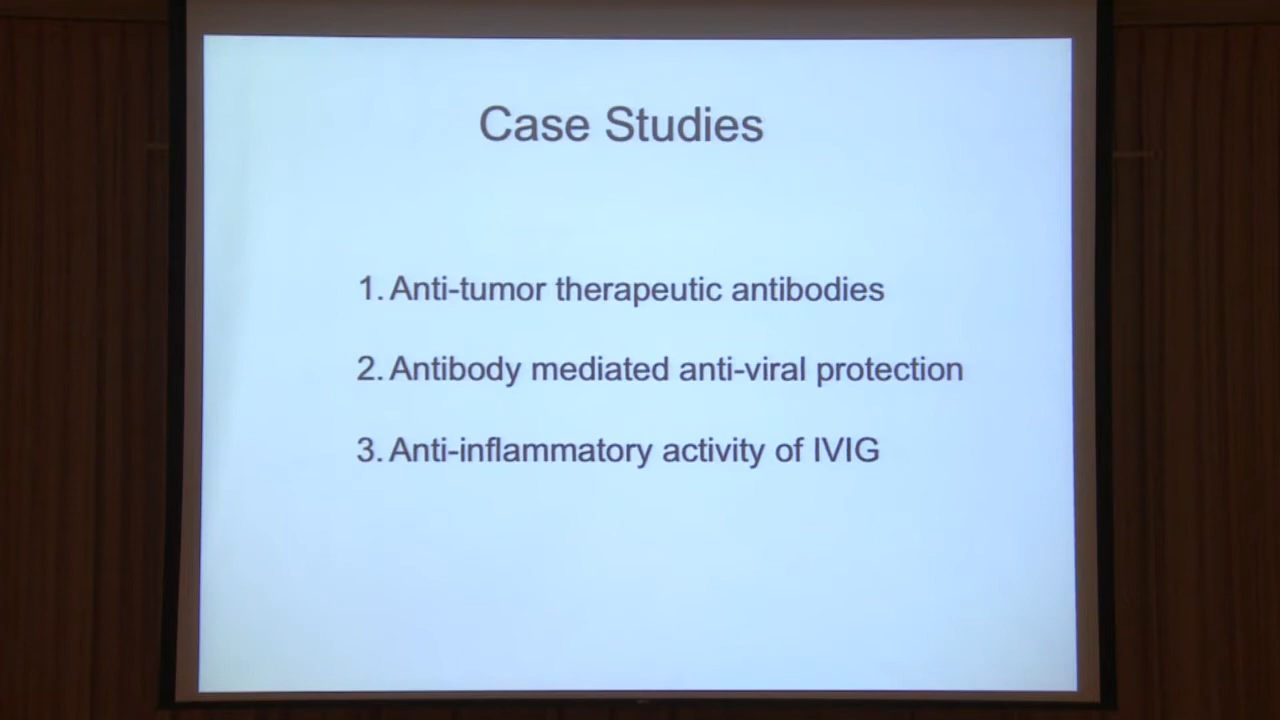 Case Studies
1. Anti-tumor therapeutic antibodies
2. Antibody mediated anti-viral protection
3. Anti-inflammatory activity of IVIG